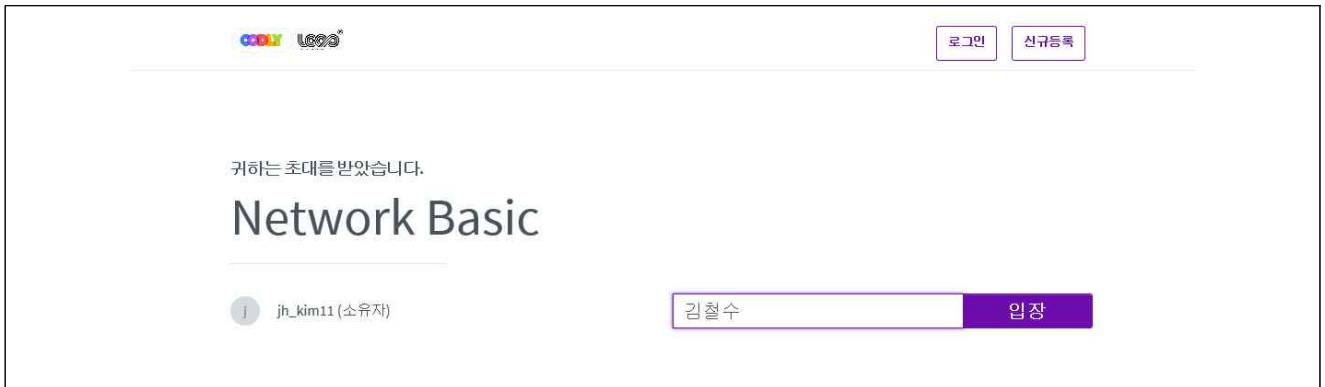 CODLY
로그인
신규등록
귀하는 초대를 받았습니다.
Network Basic
j
jh_kim11 (소유자)
김철수
입장